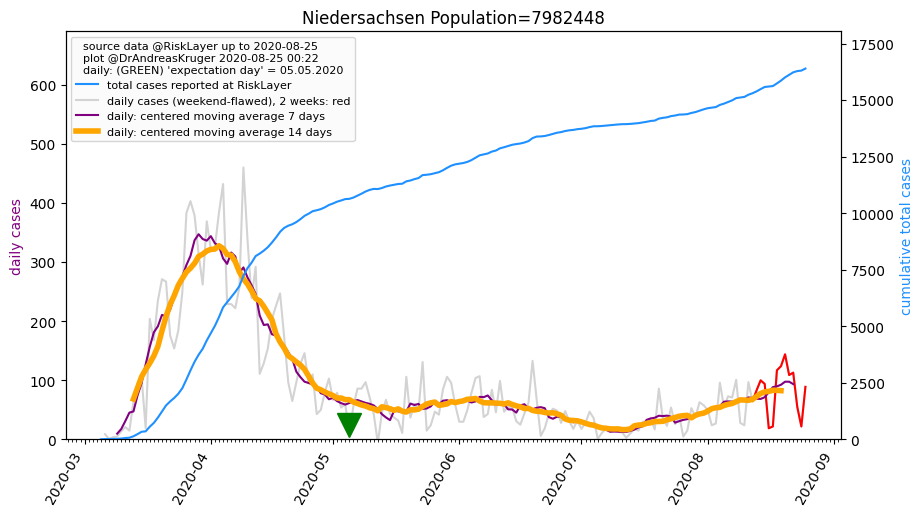 Niedersachsen Population=7982448
source data @RiskLayer up to 2020-08-25
plot @DrAndreasKruger 2020-08-25 00:22
daily: (GREEN) 'expectation day' = 05.05.2020
total cases reported at RiskLayer
daily cases (weekend-flawed), 2 weeks: red
daily: centered moving average 7 days
daily: centered moving average 14 days
daily cases
600
500
400
300
200
100
0
cumulative total cases
17500
15000
12500
10000
7500
5000
2500
0
2020-03
2020-04
2020-05
2020-06
2020-07
2020-08
2020-09